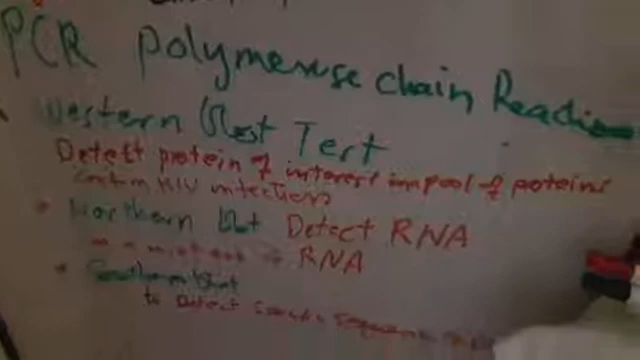 PCR polymerase chain Reaction
Western Blot Test
Detect protein of interest in pool of proteins
Confirm HIV infections
Northern Blot Detect RNA
RNA
Southern Blot
to Detect Sequence